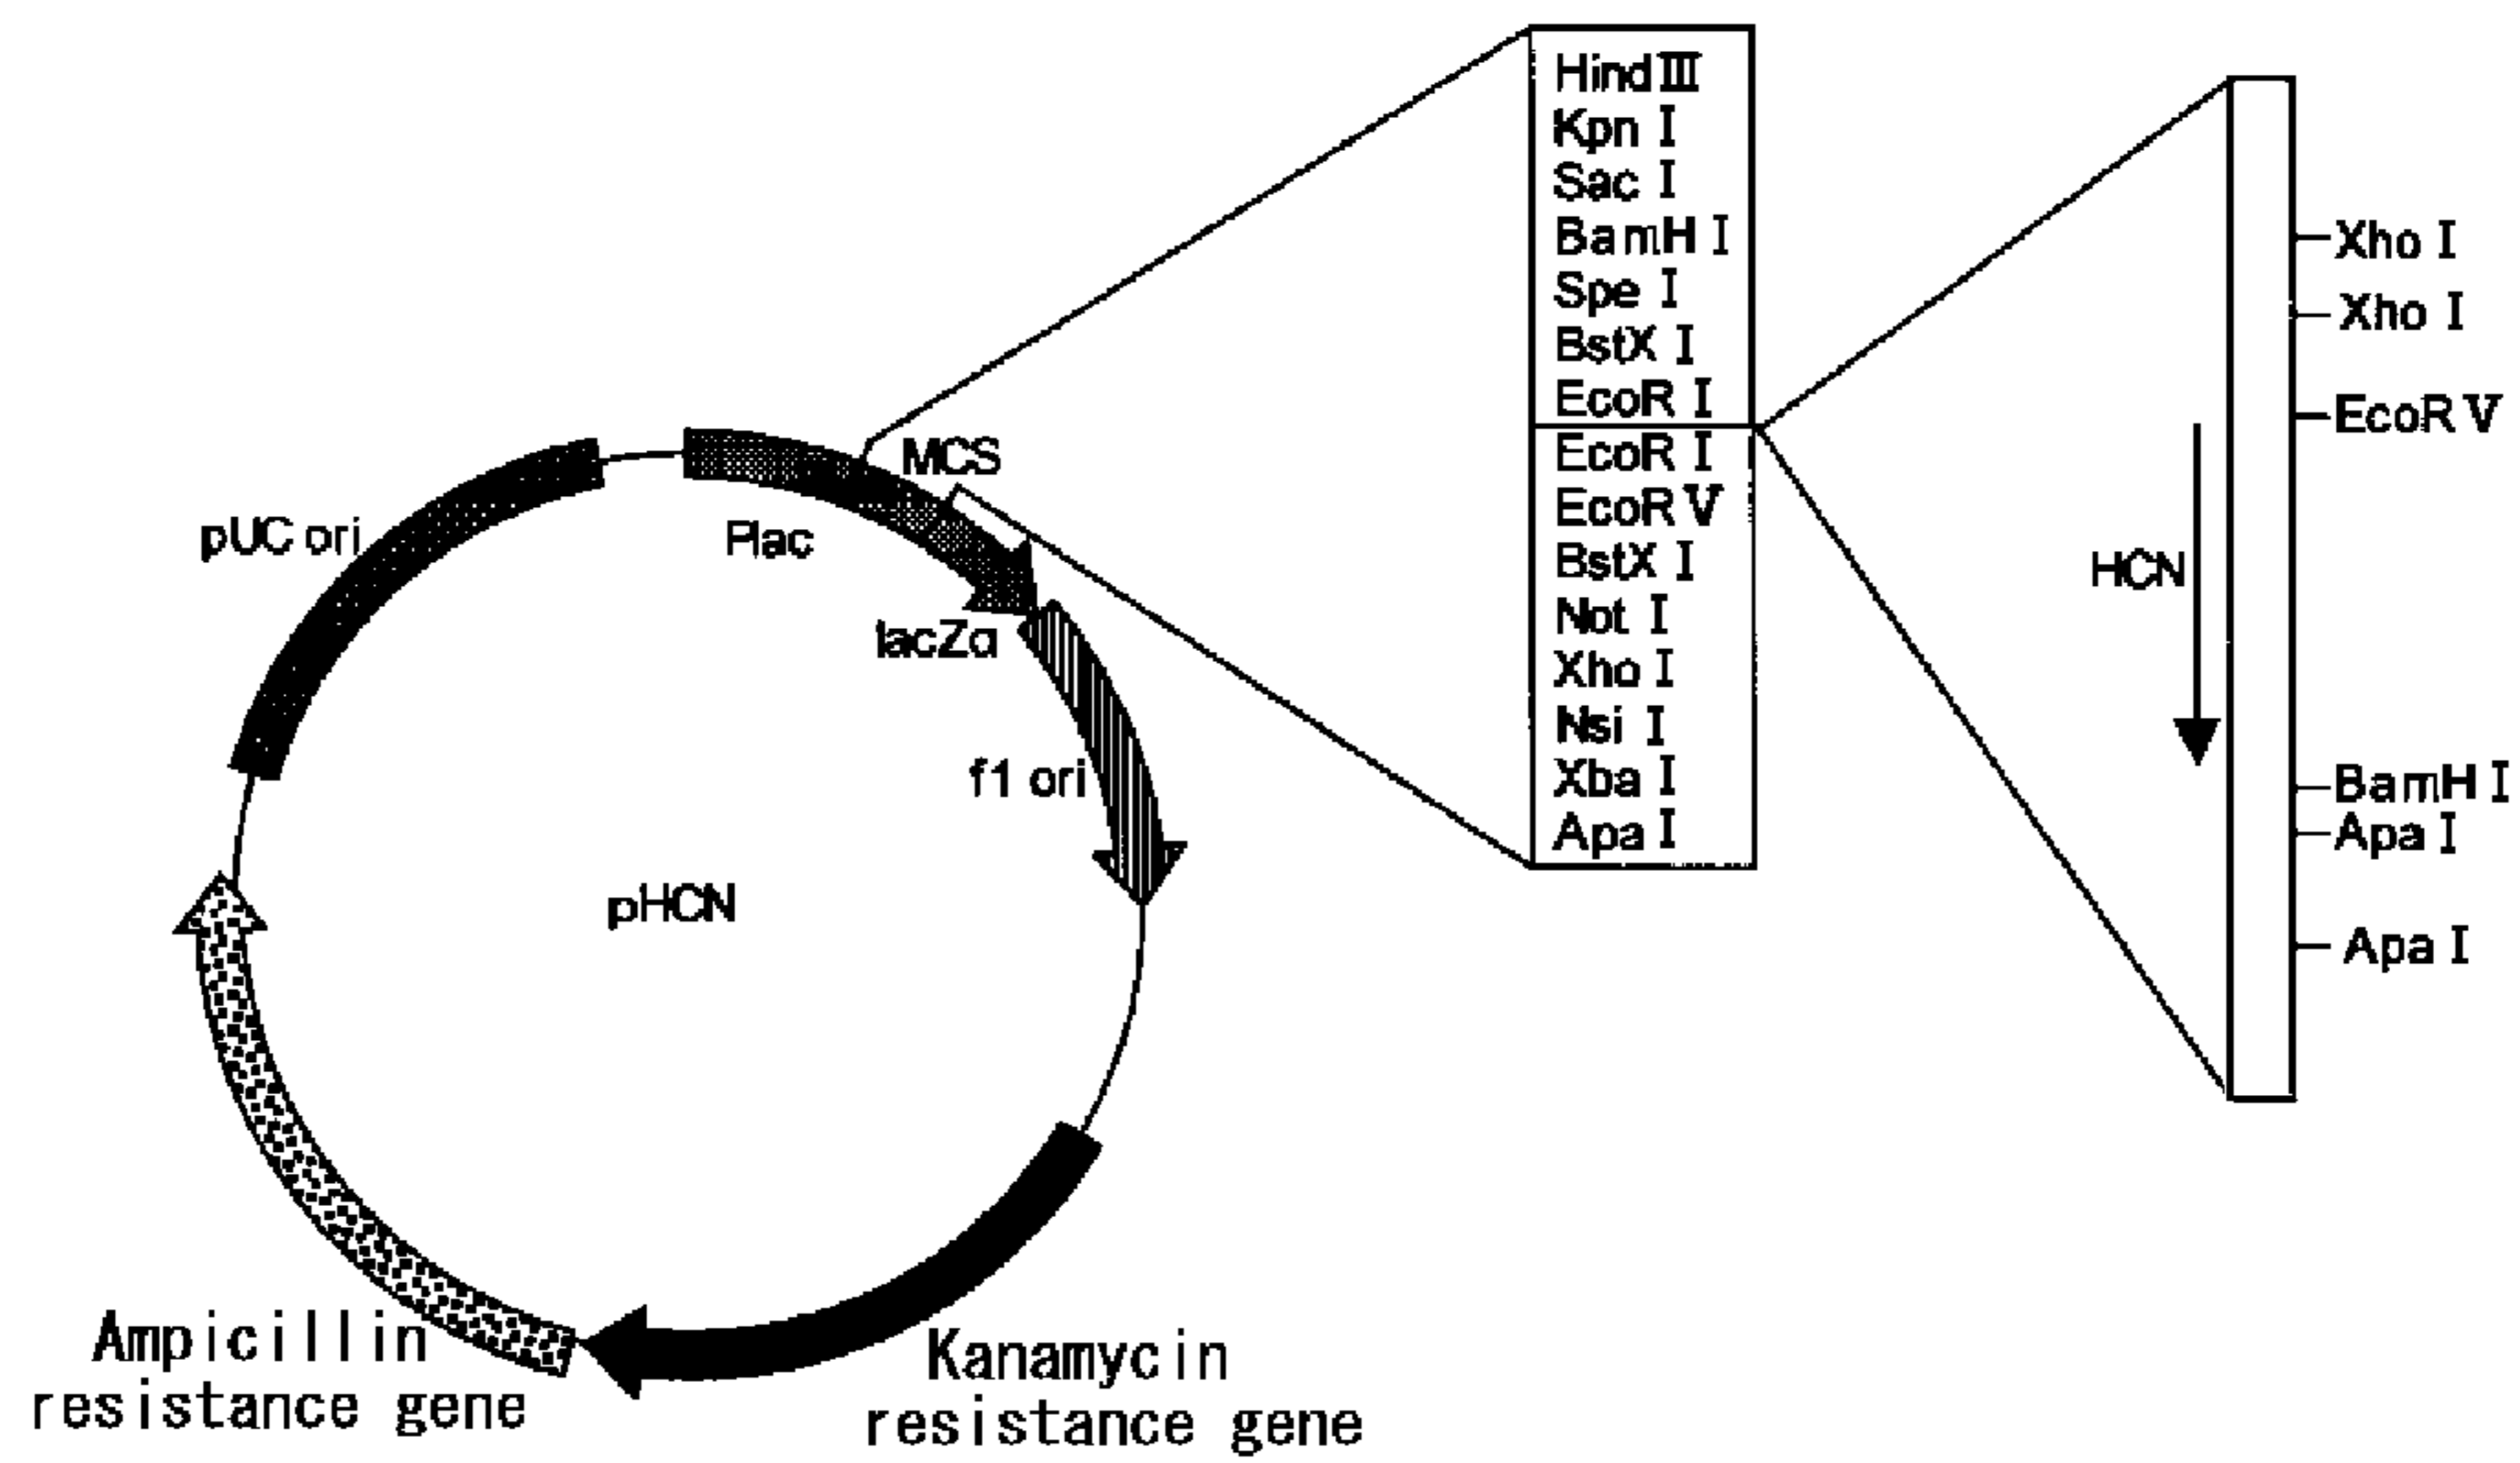 Hind Ⅲ
Kpn Ⅰ
Sac Ⅰ
BamH Ⅰ
Spe Ⅰ
BstX Ⅰ
EcoR Ⅰ
EcoR Ⅰ
EcoR Ⅴ
BstX Ⅰ
Not Ⅰ
Xho Ⅰ
Nsi Ⅰ
Xba Ⅰ
Apa Ⅰ
Xho Ⅰ
Xho Ⅰ
EcoR Ⅴ
HCN
BamH Ⅰ
Apa Ⅰ
Apa Ⅰ
MCS
pUC ori
Plac
lacZα
f1 ori
pHCN
Ampicillin
resistance gene
Kanamycin
resistance gene